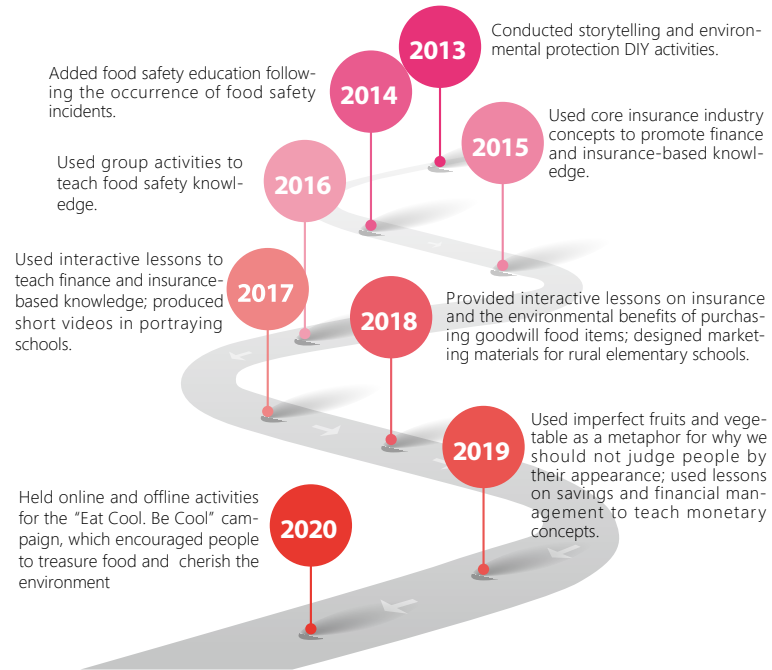 2013
Conducted storytelling and environ-
mental protection DIY activities.
2014
Added food safety education follow-
ing the occurrence of food safety
incidents.
2015
Used core insurance industry
concepts to promote finance
and insurance-based knowl-
edge.
2016
Used group activities to
teach food safety knowl-
edge.
2017
Used interactive lessons to
teach finance and insurance-
based knowledge; produced
short videos in portraying
schools.
2018
Provided interactive lessons on insurance
and the environmental benefits of purchas-
ing goodwill food items; designed market-
ing materials for rural elementary schools.
2019
Used imperfect fruits and vege-
table as a metaphor for why we
should not judge people by
their appearance; used lessons
on savings and financial man-
agement to teach monetary
concepts.
2020
Held online and offline activities
for the “Eat Cool. Be Cool” cam-
paign, which encouraged people
to treasure food and cherish the
environment